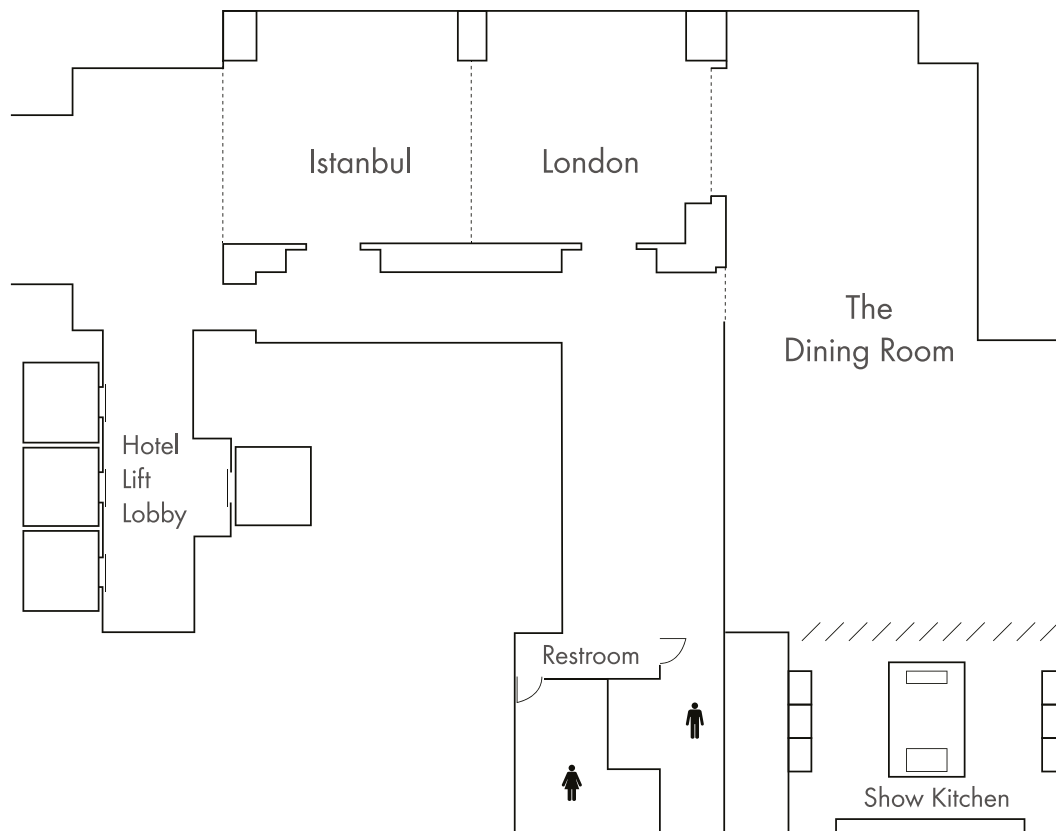 Istanbul
London
The
Dining Room
Hotel
Lift
Lobby
Restroom
Show Kitchen